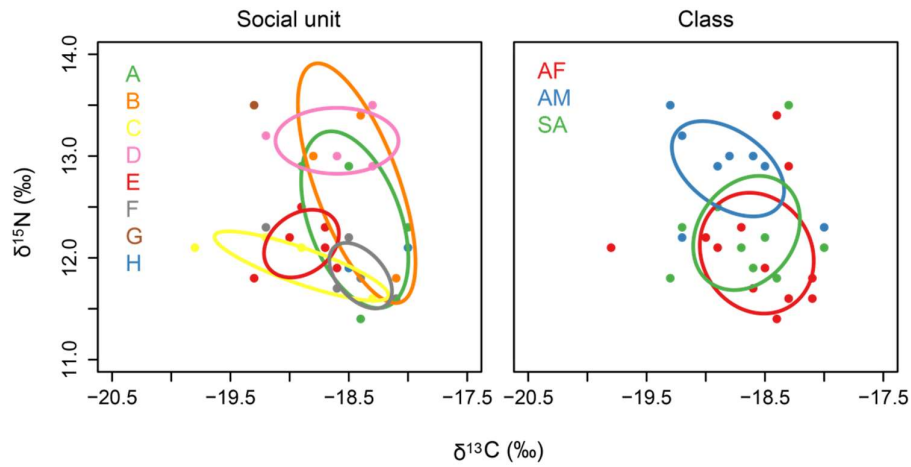 Social unit
Class
14.0
13.0
12.0
11.0
δ15N (‰)
A
B
C
D
E
F
G
H
AF
AM
SA
−20.5 −19.5 −18.5 −17.5
−20.5 −19.5 −18.5 −17.5
δ13C (‰)